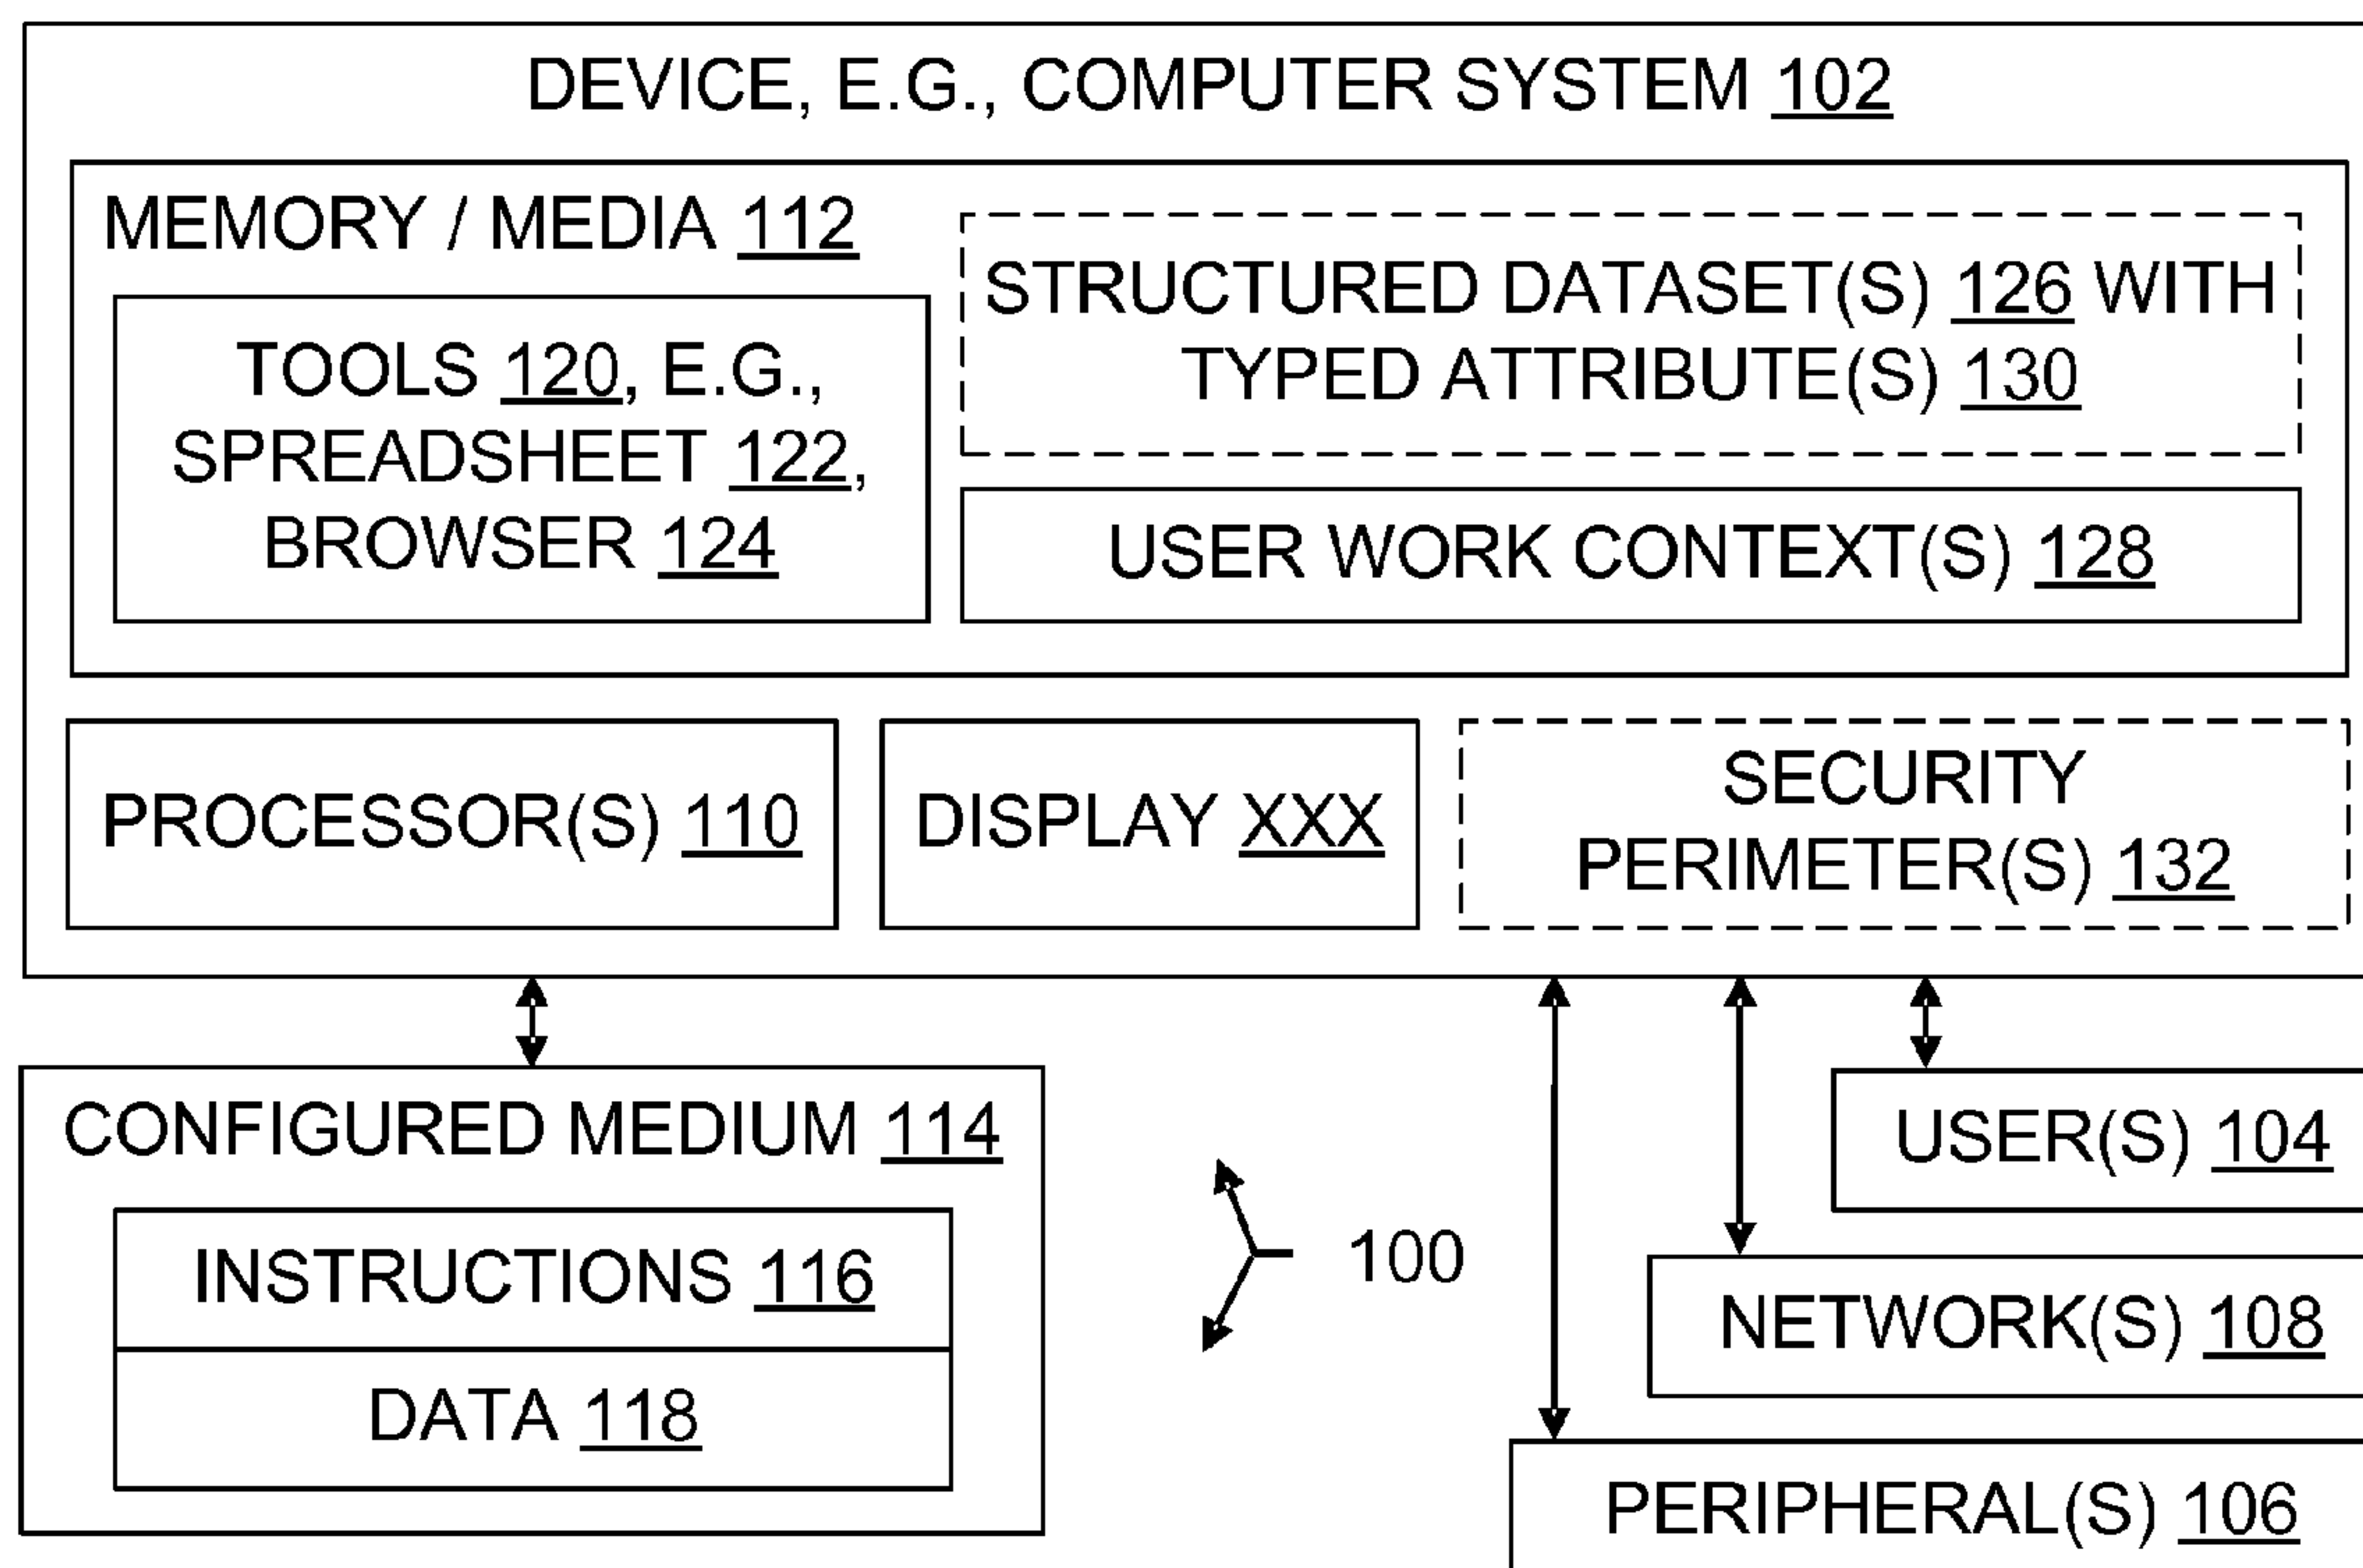 DEVICE, E.G., COMPUTER SYSTEM 102
MEMORY / MEDIA 112
TOOLS 120, E.G.,
SPREADSHEET 122,
BROWSER 124
STRUCTURED DATASET(S) 126 WITH
TYPED ATTRIBUTE(S) 130
USER WORK CONTEXT(S) 128
PROCESSOR(S) 110
DISPLAY XXX
SECURITY
PERIMETER(S) 132
CONFIGURED MEDIUM 114
INSTRUCTIONS 116
DATA 118
100
USER(S) 104
NETWORK(S) 108
PERIPHERAL(S) 106